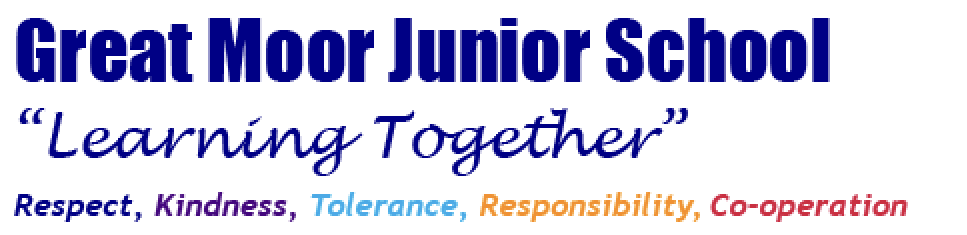 Great Moor Junior School
“Learning Together”
Respect, Kindness, Tolerance, Responsibility, Co-operation